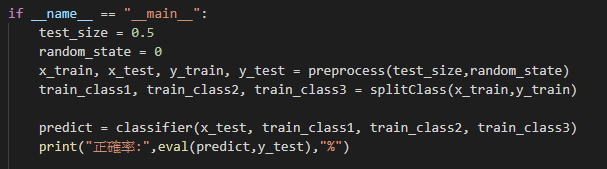 if __name__ == "__main__":
    test_size = 0.5
    random_state = 0
    x_train, x_test, y_train, y_test = preprocess(test_size,random_state)
    train_class1, train_class2, train_class3 = splitClass(x_train,y_train)

    predict = classifier(x_test, train_class1, train_class2, train_class3)
    print("正確率:",eval(predict,y_test),"%")